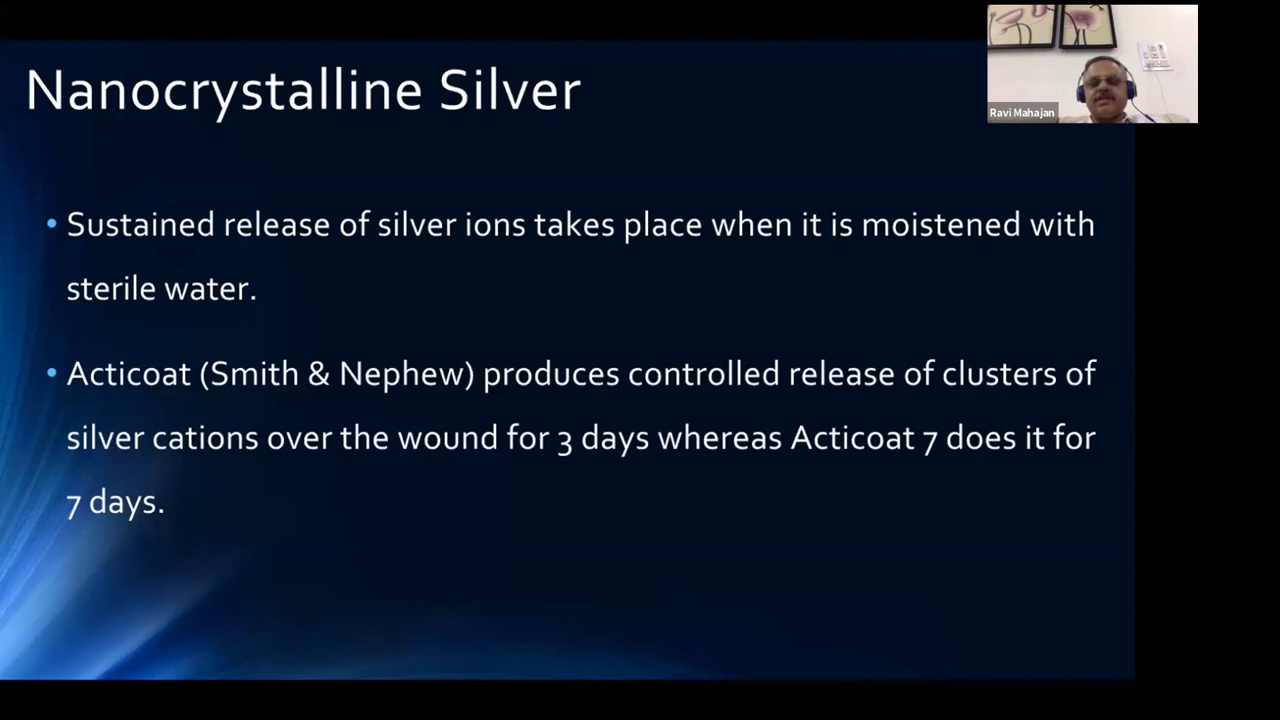 Nanocrystalline Silver
Ravi Mahajan
• Sustained release of silver ions takes place when it is moistened with
sterile water.
• Acticoat (Smith & Nephew) produces controlled release of clusters of
silver cations over the wound for 3 days whereas Acticoat 7 does it for
7 days.